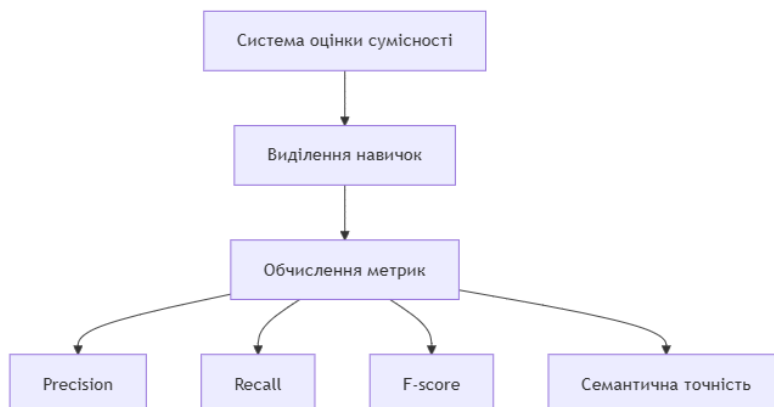 Система оцінки сумісності
Виділення навичок
Обчислення метрик
Precision
Recall
F-score
Семантична точність